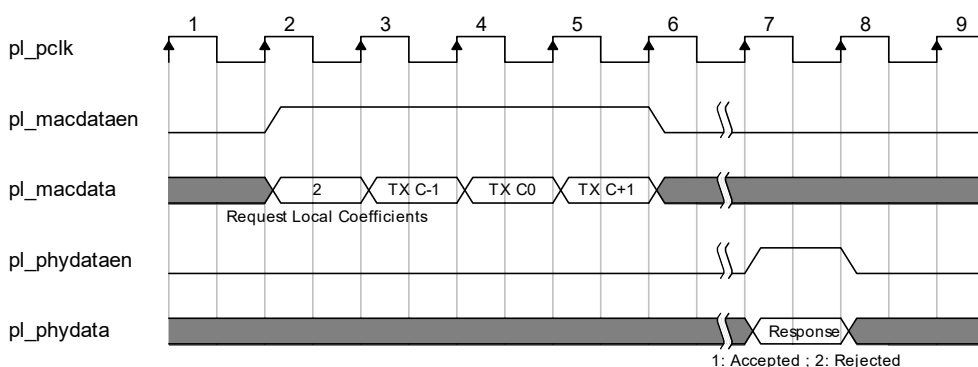 1 2 3 4 5 6 7 8 9
pl_pclk
pl_macdataen
pl_macdata 2 TX C-1 TX C0 TX C+1
Request Local Coefficients
pl_phydataen
pl_phydata Response
1: Accepted ; 2: Rejected